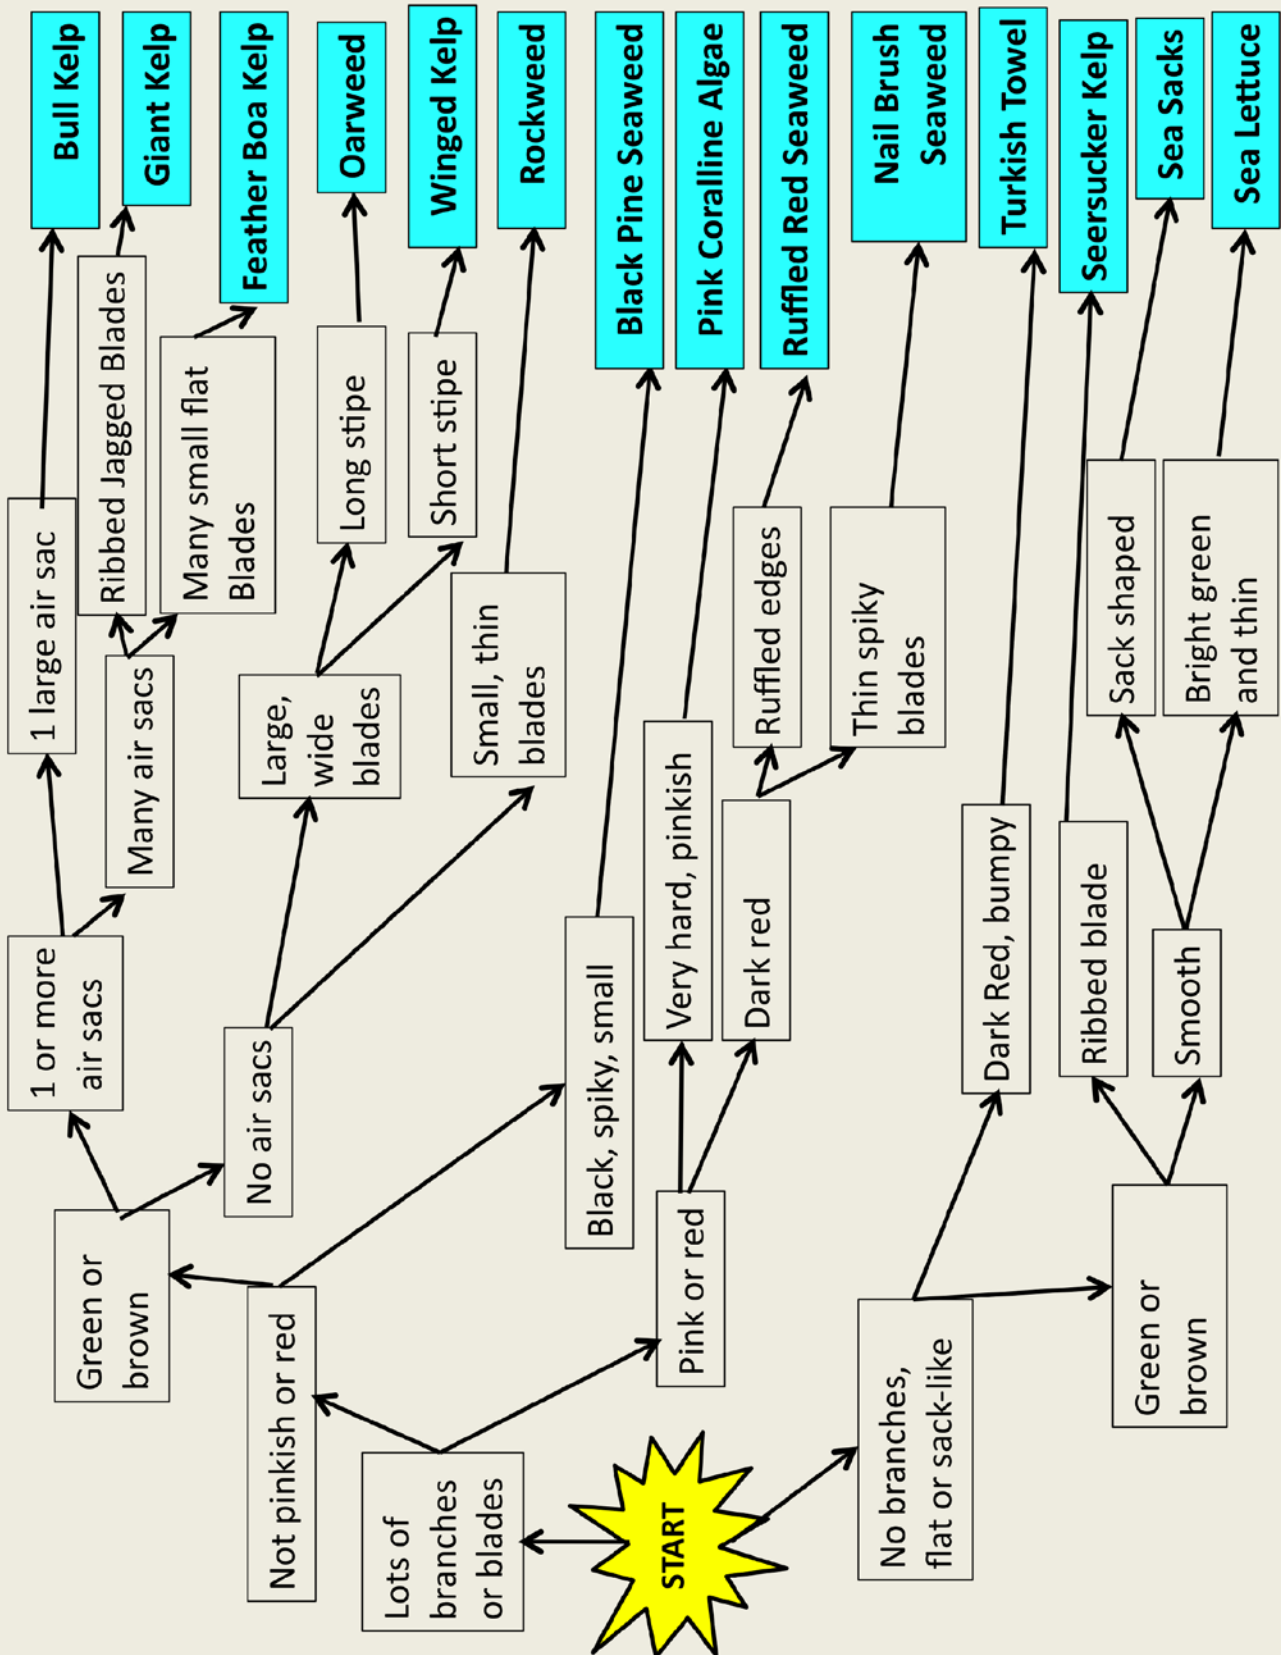 START
Lots of
branches
or blades
No branches,
flat or sack-like
Not pinkish or red
Pink or red
Green or
brown
Black, spiky, small
Very hard, pinkish
Dark red
Dark Red, bumpy
Green or
brown
1 or more
air sacs
No air sacs
Ribbed blade
Smooth
1 large air sac
Many air sacs
Large,
wide
blades
Small, thin
blades
Ruffled edges
Thin spiky
blades
Sack shaped
Bright green
and thin
Ribbed Jagged Blades
Many small flat
Blades
Long stipe
Short stipe
Bull Kelp
Giant Kelp
Feather Boa Kelp
Oarweed
Winged Kelp
Rockweed
Black Pine Seaweed
Pink Coralline Algae
Ruffled Red Seaweed
Nail Brush
Seaweed
Turkish Towel
Seersucker Kelp
Sea Sacks
Sea Lettuce